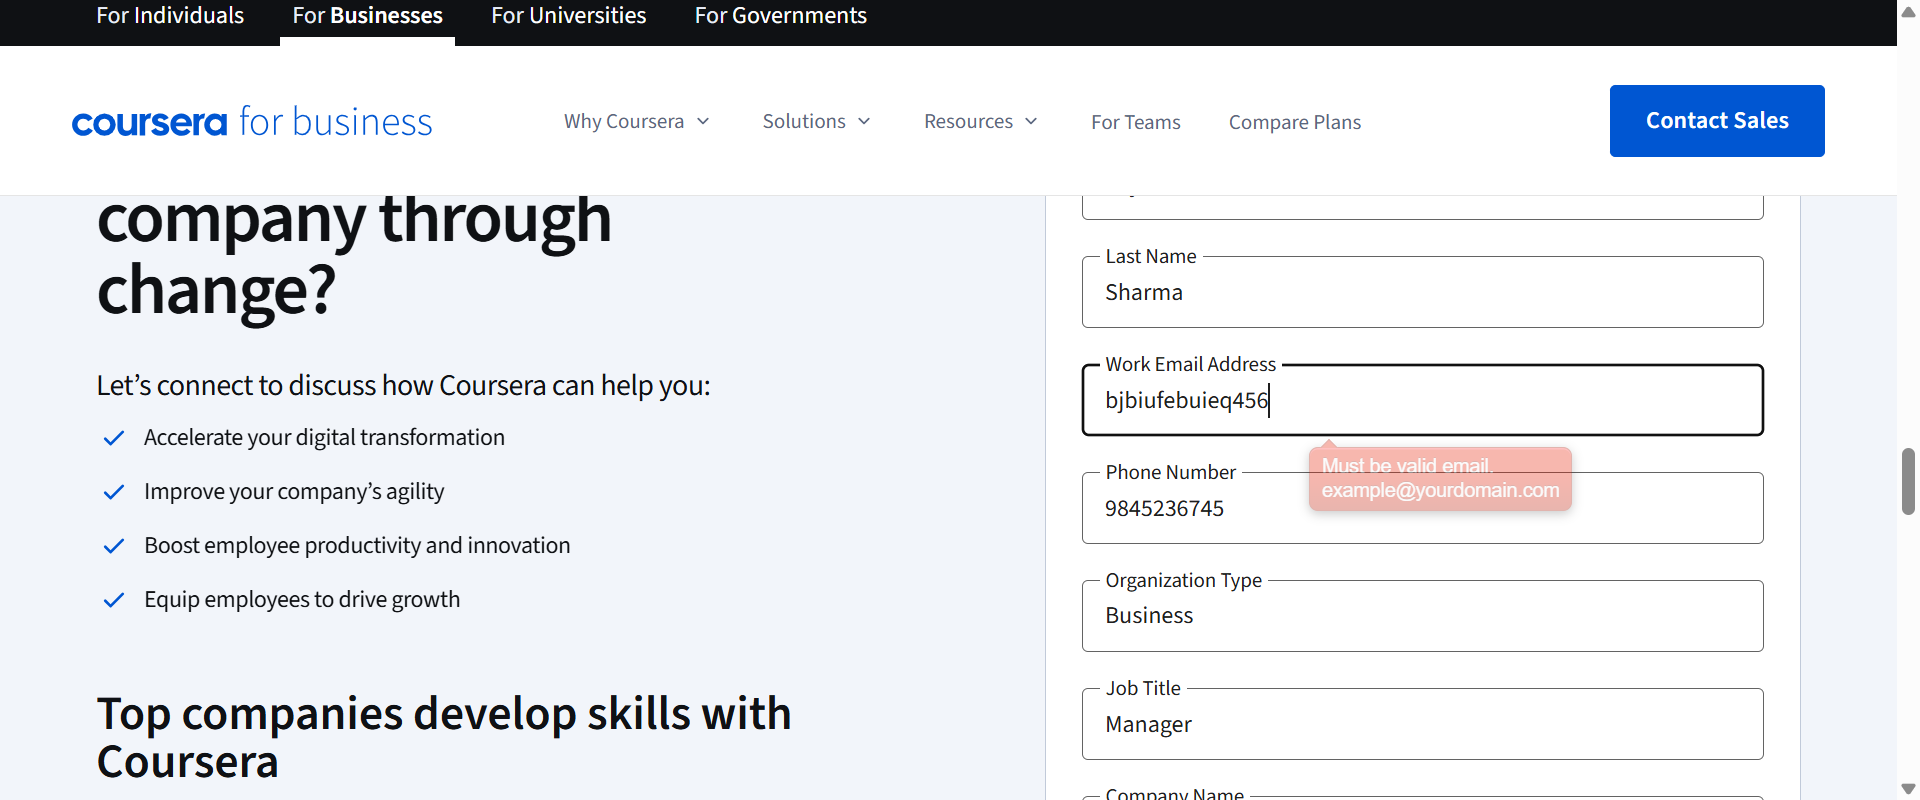 For Individuals
For Businesses
For Universities
For Governments
coursera for business
Why Coursera
Solutions
Resources
For Teams
Compare Plans
Contact Sales
company through
change?
Let’s connect to discuss how Coursera can help you:
Accelerate your digital transformation
Improve your company’s agility
Boost employee productivity and innovation
Equip employees to drive growth
Top companies develop skills with
Coursera
Last Name
Sharma
Work Email Address
bjbiufebuieq456
Must be valid email.
example@yourdomain.com
Phone Number
9845236745
Organization Type
Business
Job Title
Manager
Company Name